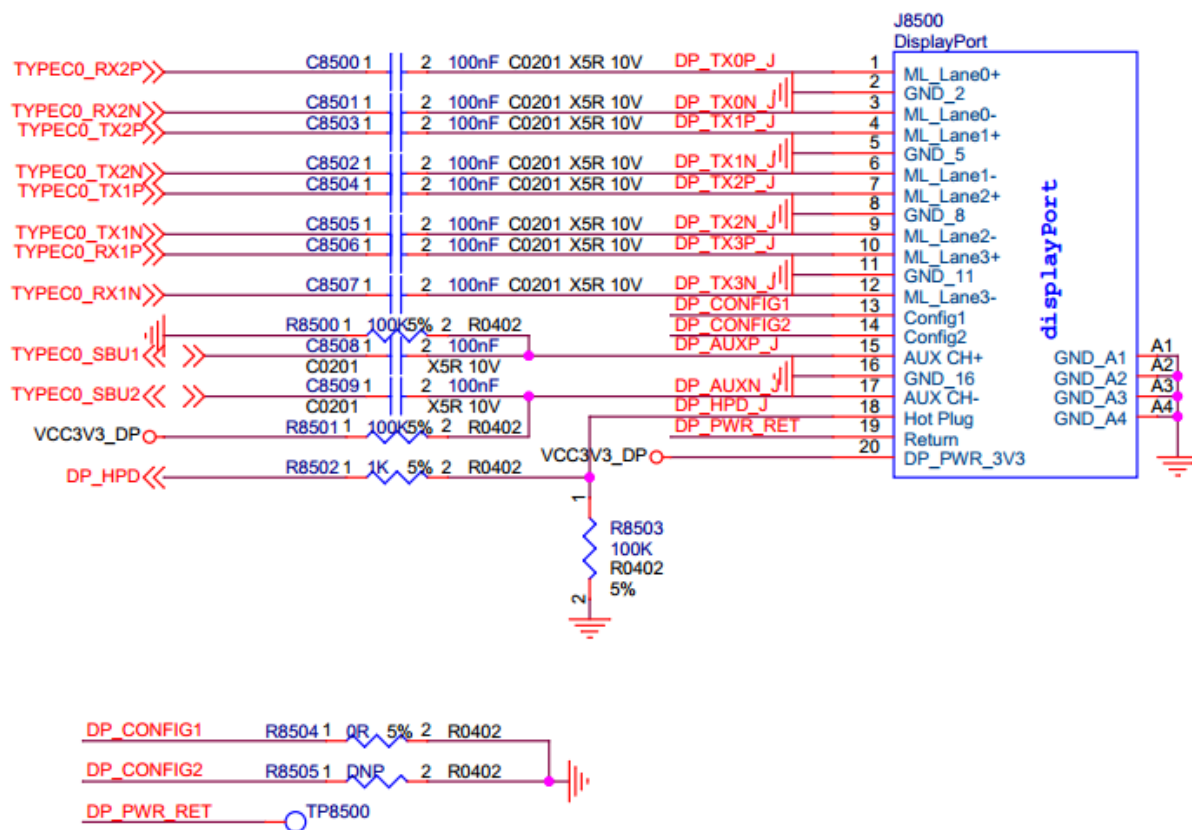 J8500
DisplayPort
TYPEC0_RX2P C8500 1 2 100nF C0201 X5R 10V DP_TX0P_J 1 ML_Lane0+
2 GND_2
TYPEC0_RX2N C8501 1 2 100nF C0201 X5R 10V DP_TX0N_J 3 ML_Lane0-
TYPEC0_TX2P C8503 1 2 100nF C0201 X5R 10V DP_TX1P_J 4 ML_Lane1+
5 GND_5
TYPEC0_TX2N C8502 1 2 100nF C0201 X5R 10V DP_TX1N_J 6 ML_Lane1-
TYPEC0_TX1P C8504 1 2 100nF C0201 X5R 10V DP_TX2P_J 7 ML_Lane2+
8 GND_8
TYPEC0_TX1N C8505 1 2 100nF C0201 X5R 10V DP_TX2N_J 9 ML_Lane2-
TYPEC0_RX1P C8506 1 2 100nF C0201 X5R 10V DP_TX3P_J 10 ML_Lane3+
11 GND_11
TYPEC0_RX1N C8507 1 2 100nF C0201 X5R 10V DP_TX3N_J 12 ML_Lane3-
DP_CONFIG1 13 Config1
R8500 1 100K 5% 2 R0402 DP_CONFIG2 14 Config2
TYPEC0_SBU1 C8508 1 2 100nF DP_AUXP_J 15 AUX CH+ GND_A1 A1
C0201 X5R 10V 16 GND_16 GND_A2 A2
TYPEC0_SBU2 C8509 1 2 100nF DP_AUXN_J 17 AUX CH- GND_A3 A3
C0201 X5R 10V DP_HPD_J 18 Hot Plug GND_A4 A4
VCC3V3_DP R8501 1 100K 5% 2 R0402 DP_PWR_RET 19 Return
VCC3V3_DP 20 DP_PWR_3V3
displayPort
DP_HPD R8502 1 1K 5% 2 R0402
1
R8503
100K
R0402
5%
2
DP_CONFIG1 R8504 1 0R 5% 2 R0402
DP_CONFIG2 R8505 1 DNP 2 R0402
DP_PWR_RET TP8500